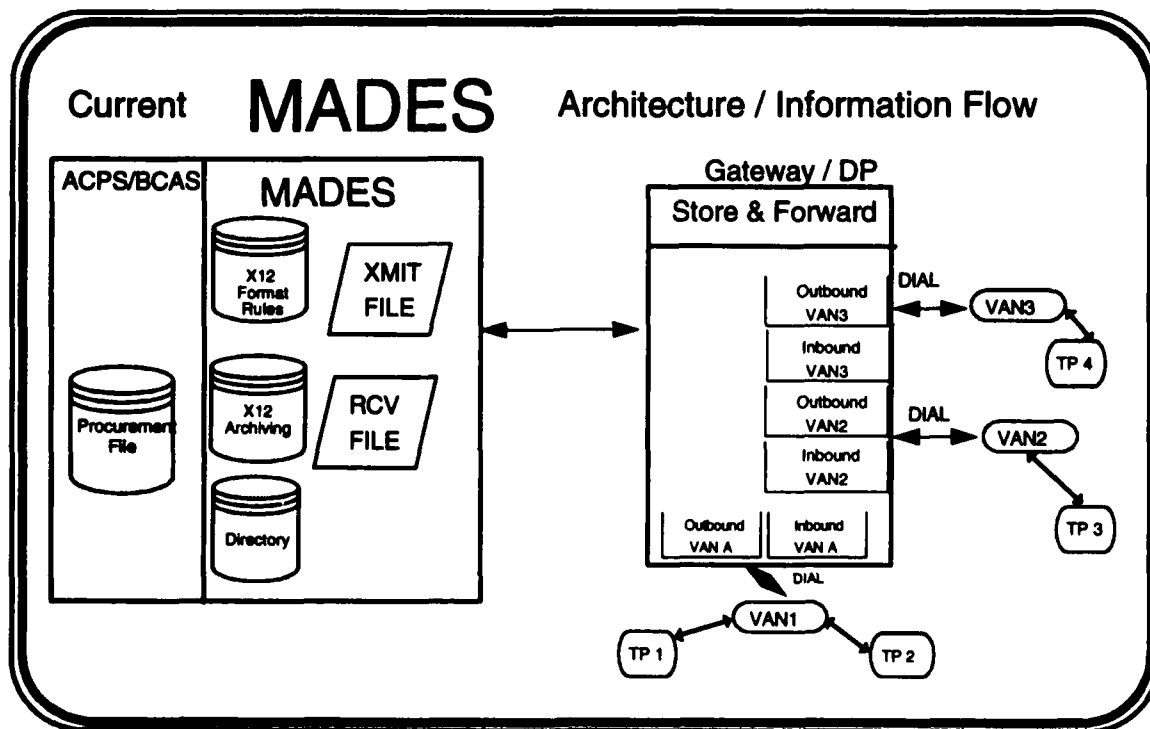 Current MADES Architecture / Information Flow
ACPS/BCAS
MADES
X12
Format
Rules
XMIT
FILE
Procurement
File
X12
Archiving
RCV
FILE
Directory
Gateway / DP
Store & Forward
Outbound
VAN3
Inbound
VAN3
Outbound
VAN2
Inbound
VAN2
Outbound
VAN A
Inbound
VAN A
DIAL
VAN3
TP 4
DIAL
VAN2
TP 3
DIAL
VAN1
TP 1
TP 2